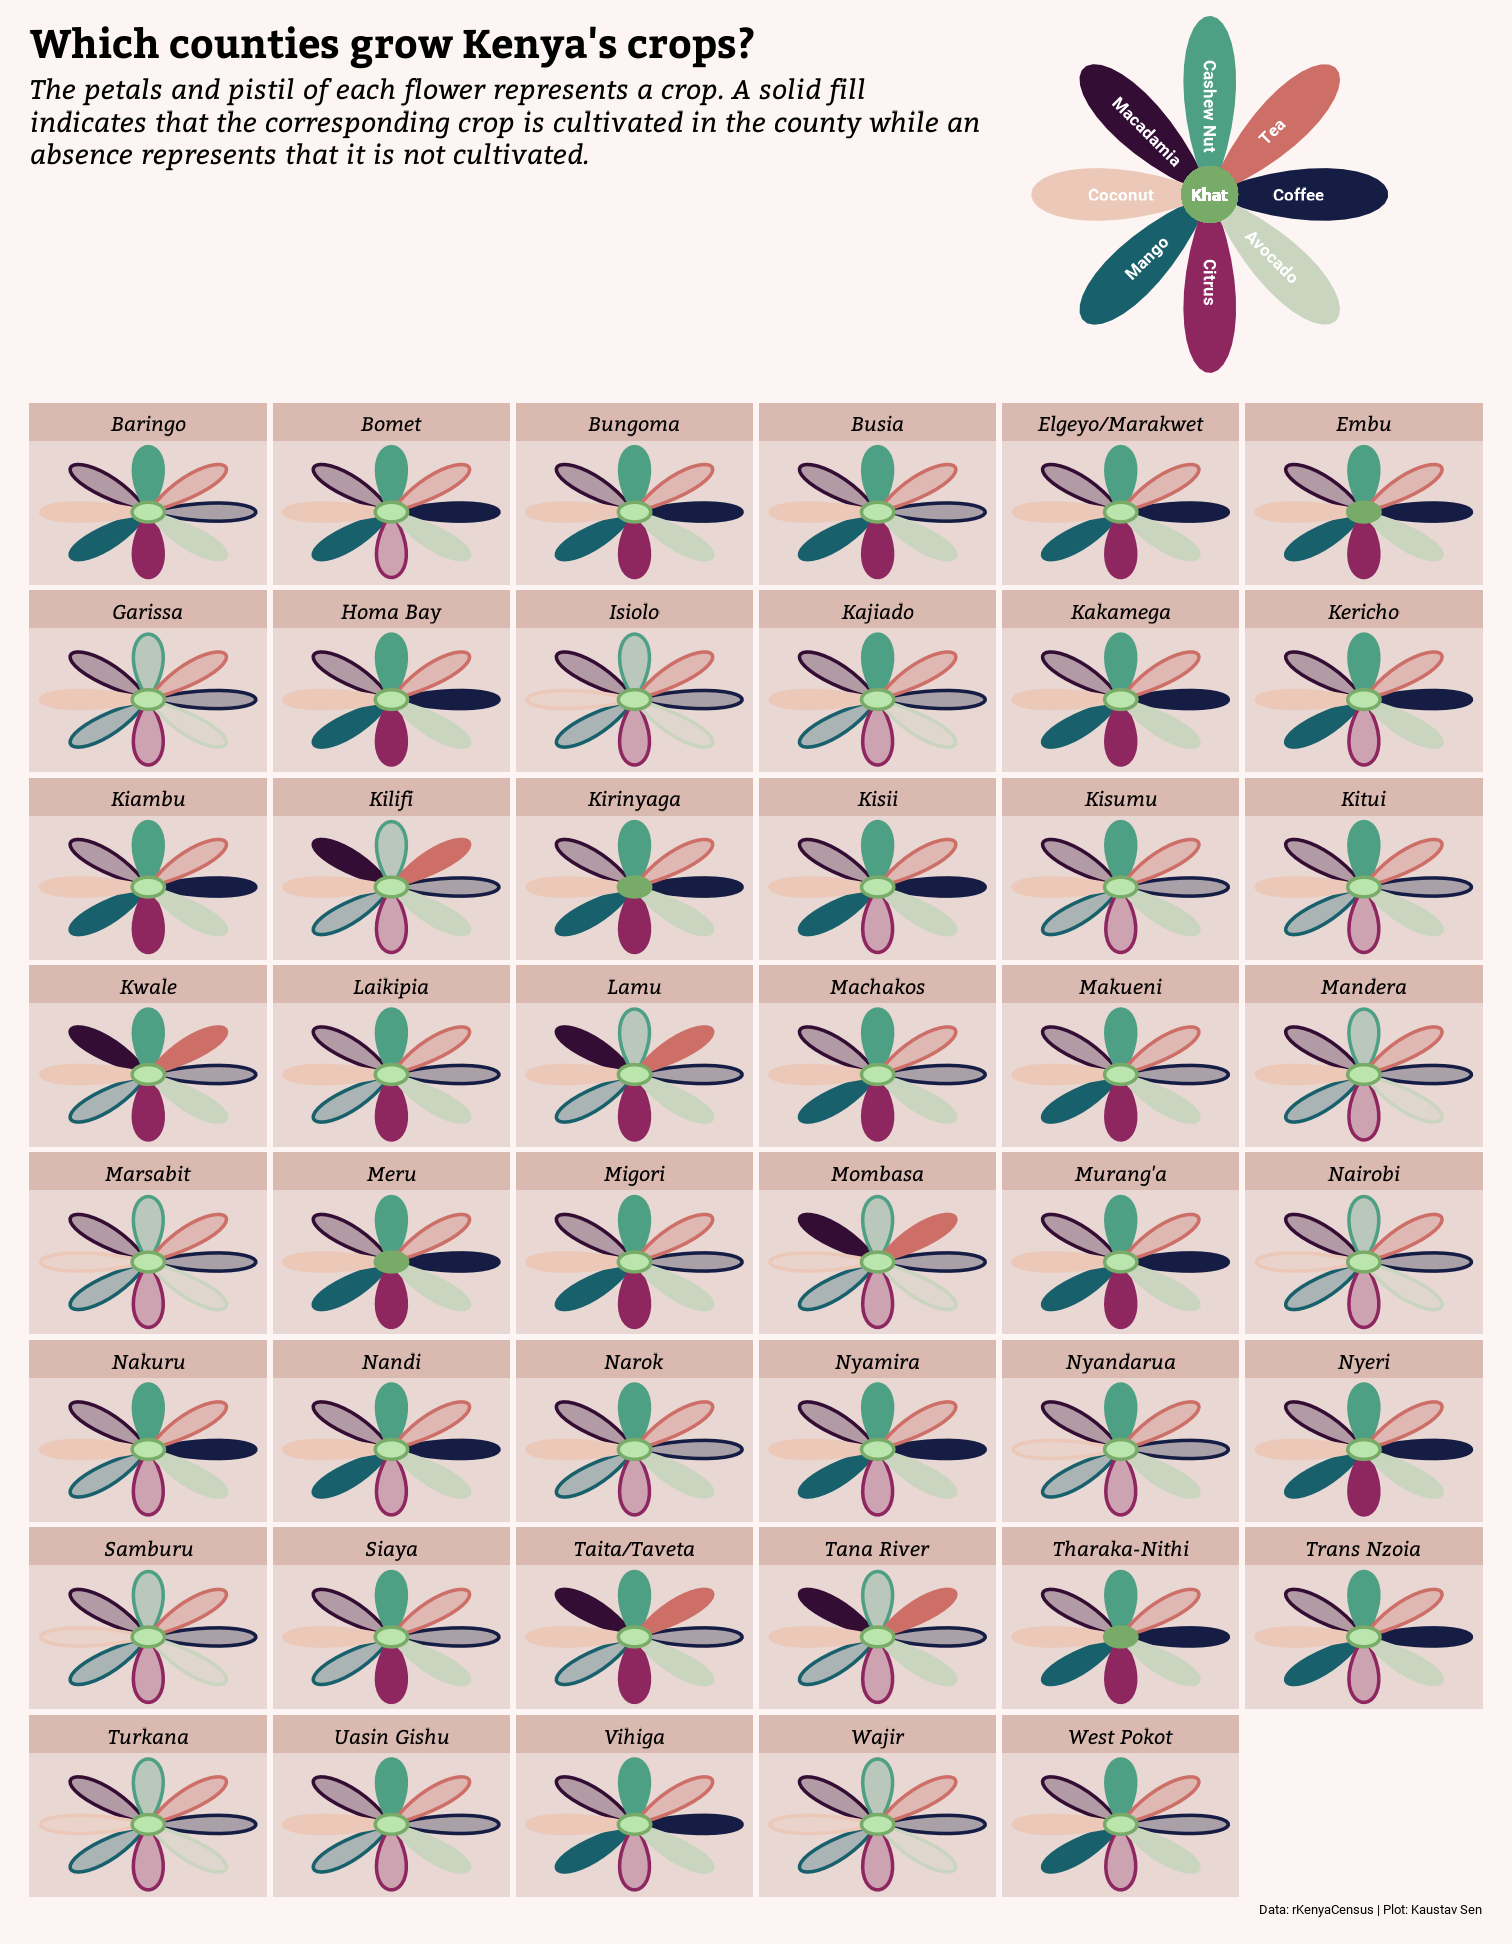 Which counties grow Kenya's crops?
The petals and pistil of each flower represents a crop. A solid fill
indicates that the corresponding crop is cultivated in the county while an
absence represents that it is not cultivated.
Cashew Nut
Macadamia
Tea
Coconut
Khat
Coffee
Mango
Avocado
Citrus
Baringo
Bomet
Bungoma
Busia
Elgeyo/Marakwet
Embu
Garissa
Homa Bay
Isiolo
Kajiado
Kakamega
Kericho
Kiambu
Kilifi
Kirinyaga
Kisii
Kisumu
Kitui
Kwale
Laikipia
Lamu
Machakos
Makueni
Mandera
Marsabit
Meru
Migori
Mombasa
Murang'a
Nairobi
Nakuru
Nandi
Narok
Nyamira
Nyandarua
Nyeri
Samburu
Siaya
Taita/Taveta
Tana River
Tharaka-Nithi
Trans Nzoia
Turkana
Uasin Gishu
Vihiga
Wajir
West Pokot
Data: rKenyaCensus | Plot: Kaustav Sen